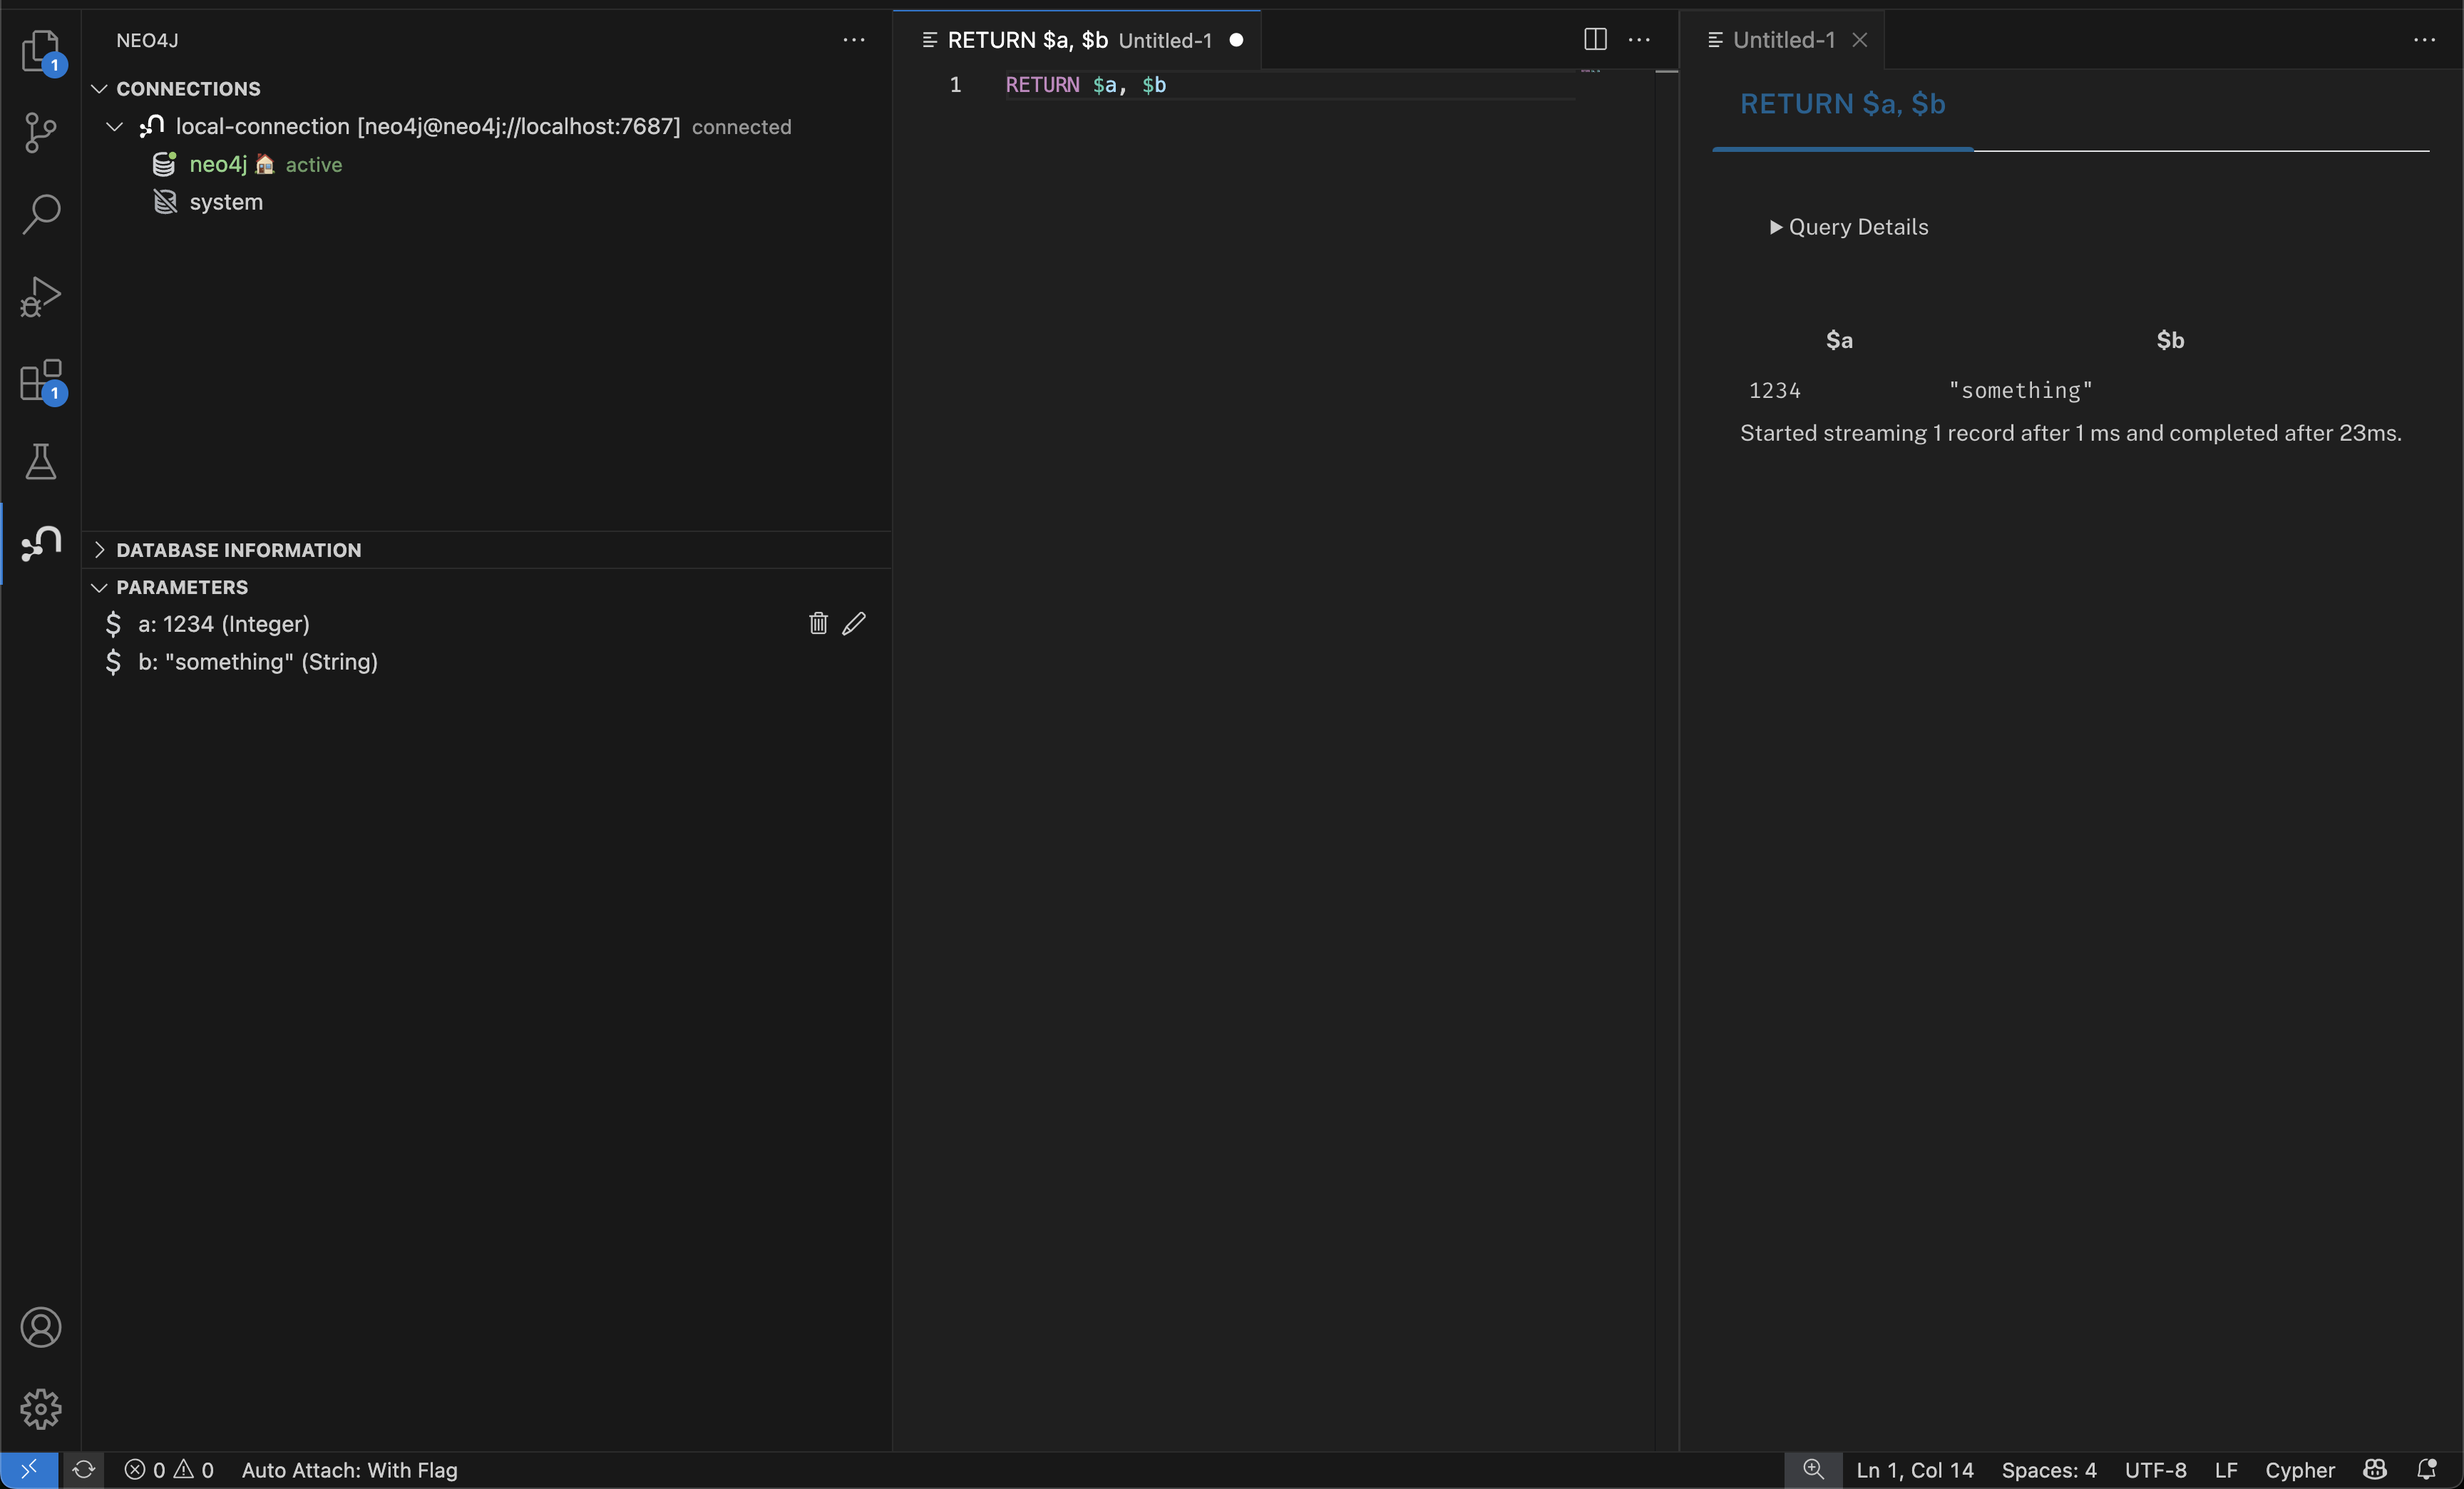 NEO4J
CONNECTIONS
local-connection [neo4j@neo4j://localhost:7687] connected
neo4j active
system
DATABASE INFORMATION
PARAMETERS
$ a: 1234 (Integer)
$ b: "something" (String)
1
1
RETURN $a, $b Untitled-1
1 RETURN $a, $b
Untitled-1
RETURN $a, $b
Query Details
$a $b
1234 "something"
Started streaming 1 record after 1 ms and completed after 23ms.
0 0 Auto Attach: With Flag
Ln 1, Col 14 Spaces: 4 UTF-8 LF Cypher